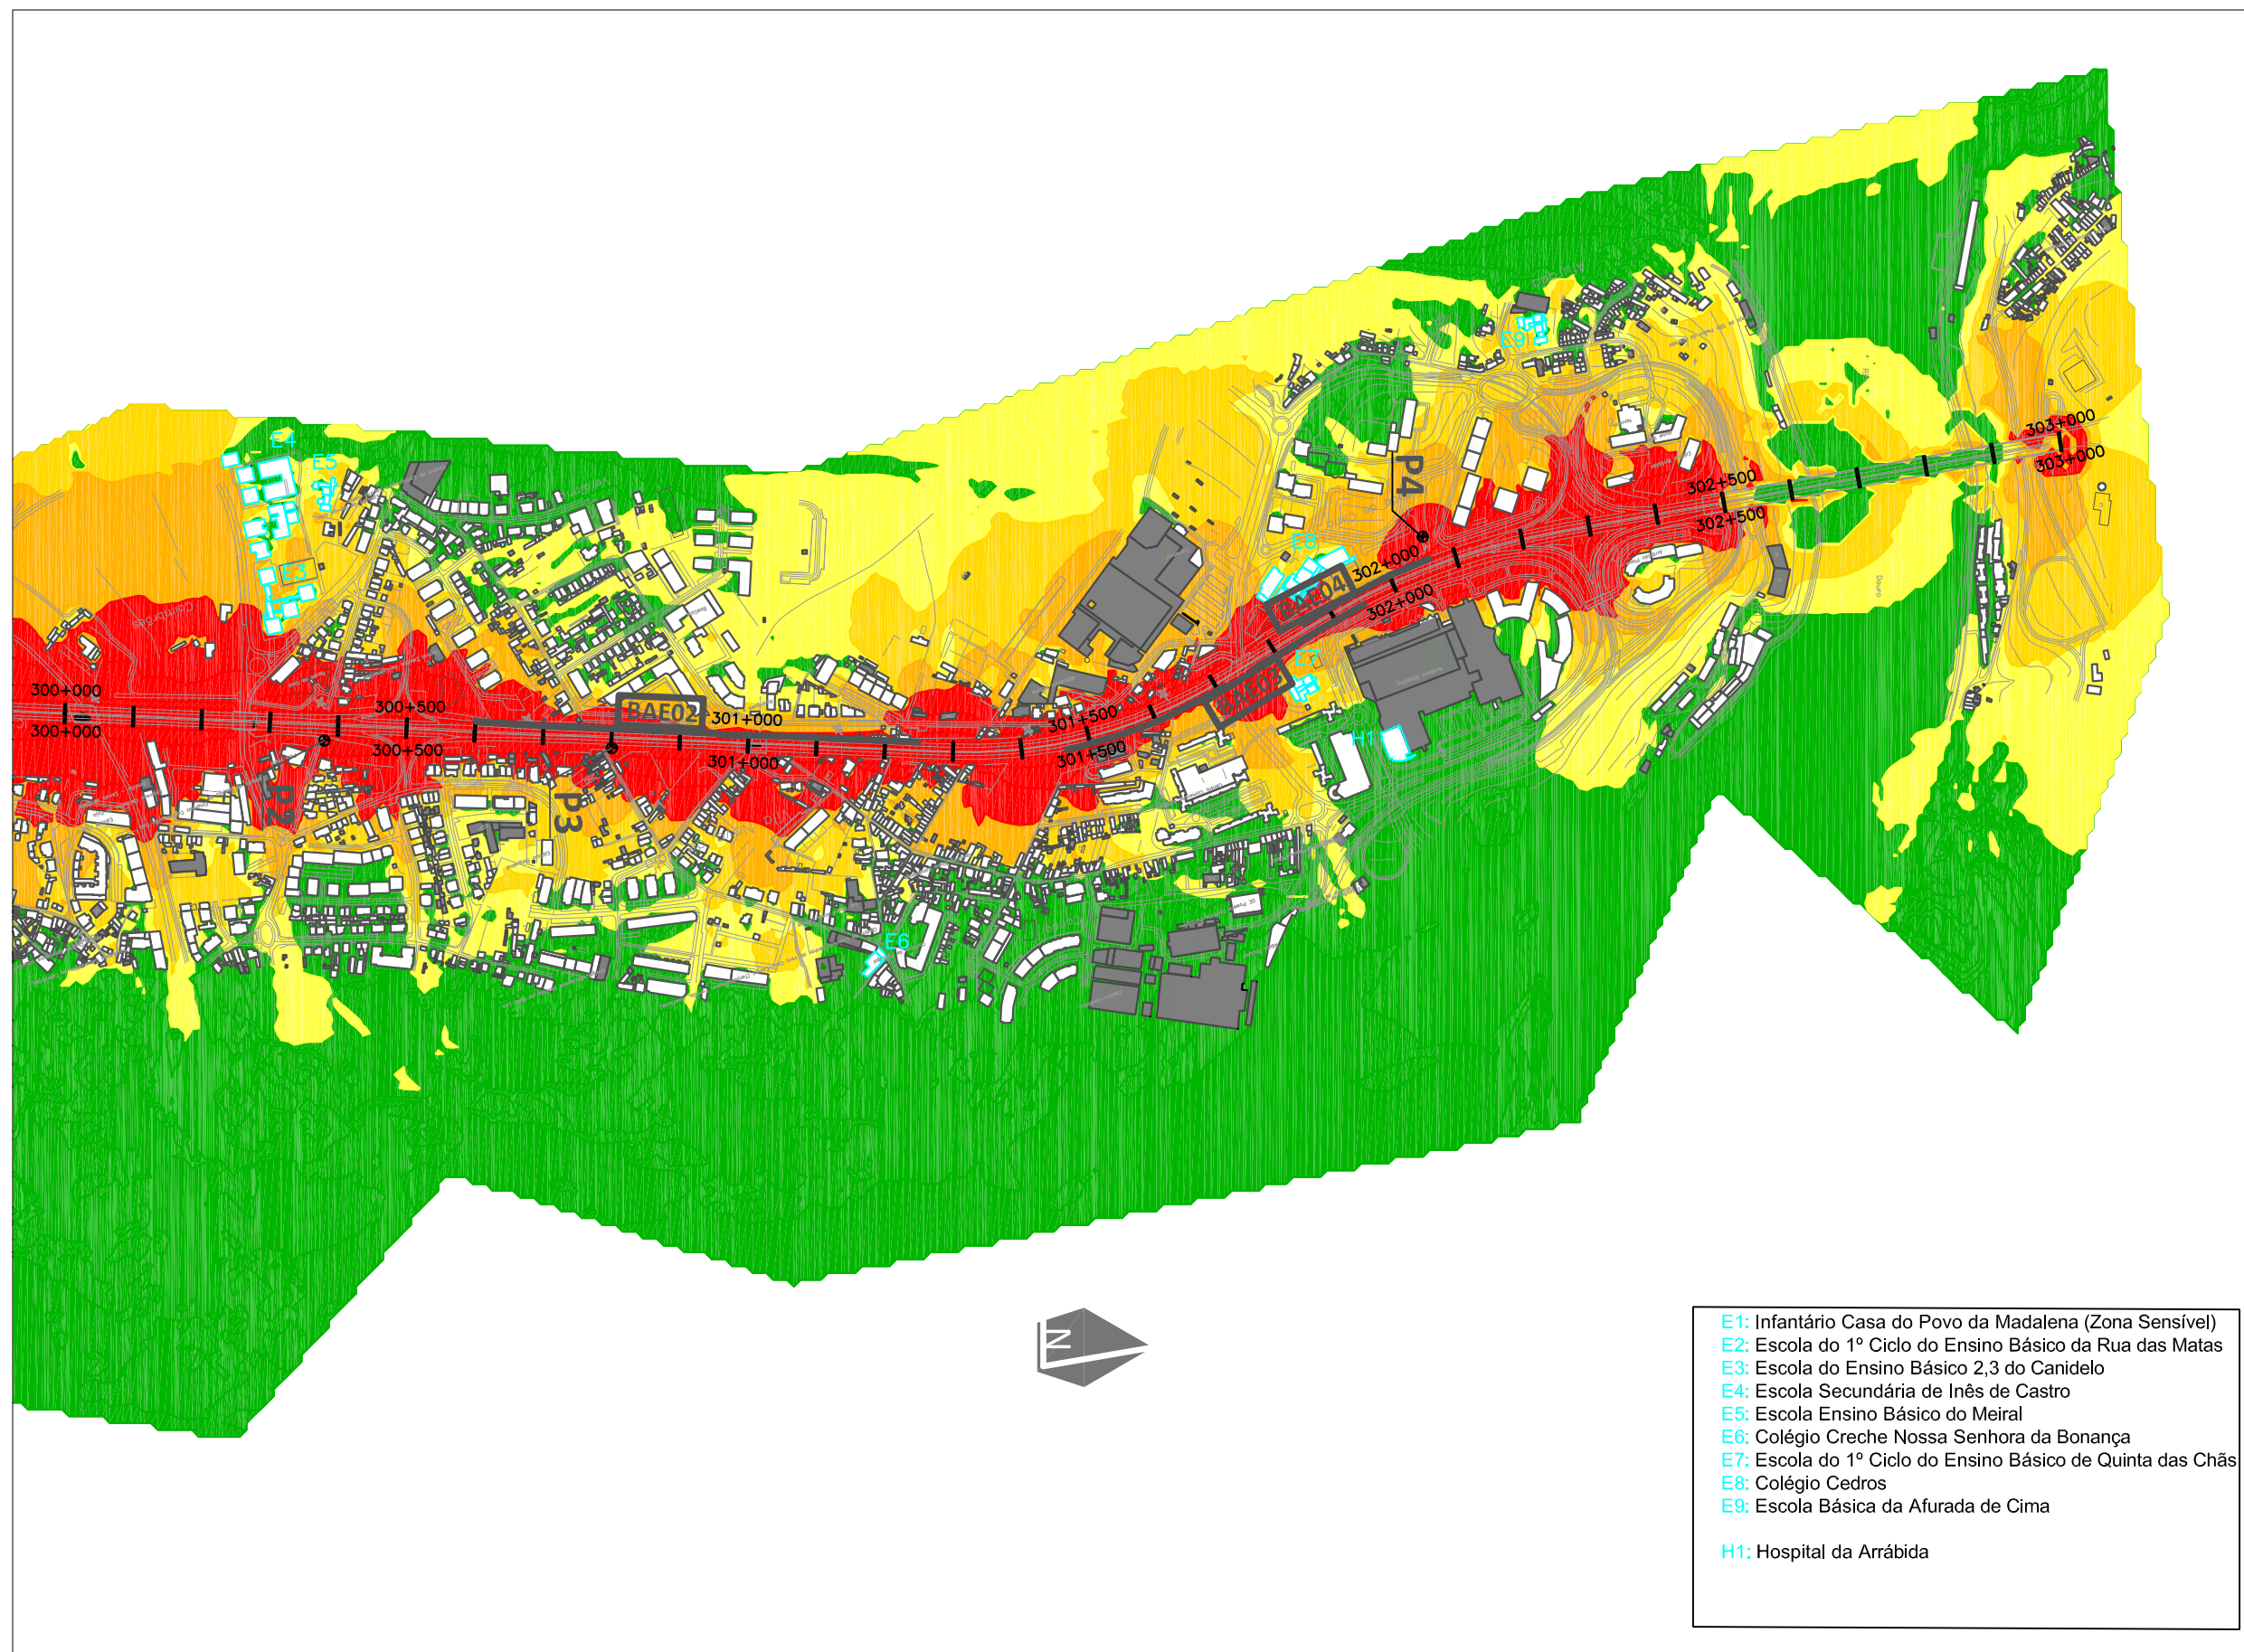 E4
E5
E3
E9
P4
303+000
303+000
302+500
302+500
E8
302+000
BAE04
302+000
E7
BAE03
300+000
300+000
300+500
300+500
BAE02
301+000
301+000
301+500
301+500
H1
P2
P3
E6
Douro
N
E1: Infantário Casa do Povo da Madalena (Zona Sensível)
E2: Escola do 1º Ciclo do Ensino Básico da Rua das Matas
E3: Escola do Ensino Básico 2,3 do Canidelo
E4: Escola Secundária de Inês de Castro
E5: Escola Ensino Básico do Meiral
E6: Colégio Creche Nossa Senhora da Bonança
E7: Escola do 1º Ciclo do Ensino Básico de Quinta das Chãs
E8: Colégio Cedros
E9: Escola Básica da Afurada de Cima
H1: Hospital da Arrábida